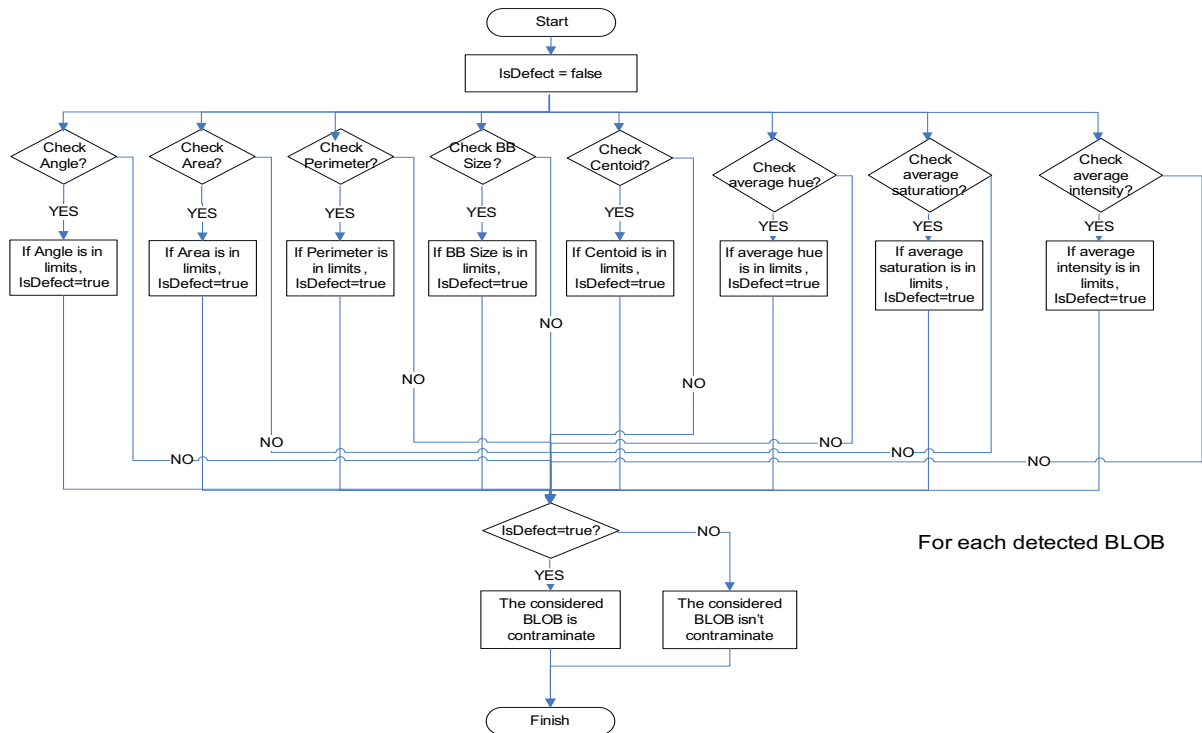 Start
IsDefect = false
Check
Angle?
Check
Area?
Check
Perimeter?
Check BB
Size?
Check
Centoid?
Check
average hue?
Check
average
saturation?
Check
average
intensity?
YES
YES
YES
YES
YES
YES
YES
YES
If Angle is in
limits,
IsDefect=true
If Area is in
limits,
IsDefect=true
If Perimeter is
in limits,
IsDefect=true
If BB Size is in
limits,
IsDefect=true
If Centoid is in
limits,
IsDefect=true
If average hue
is in limits,
IsDefect=true
If average
saturation is in
limits,
IsDefect=true
If average
intensity is in
limits,
IsDefect=true
NO
NO
NO
NO
NO
NO
NO
NO
IsDefect=true?
NO
For each detected BLOB
YES
The considered
BLOB is
contaminate
The considered
BLOB isn't
contaminate
Finish